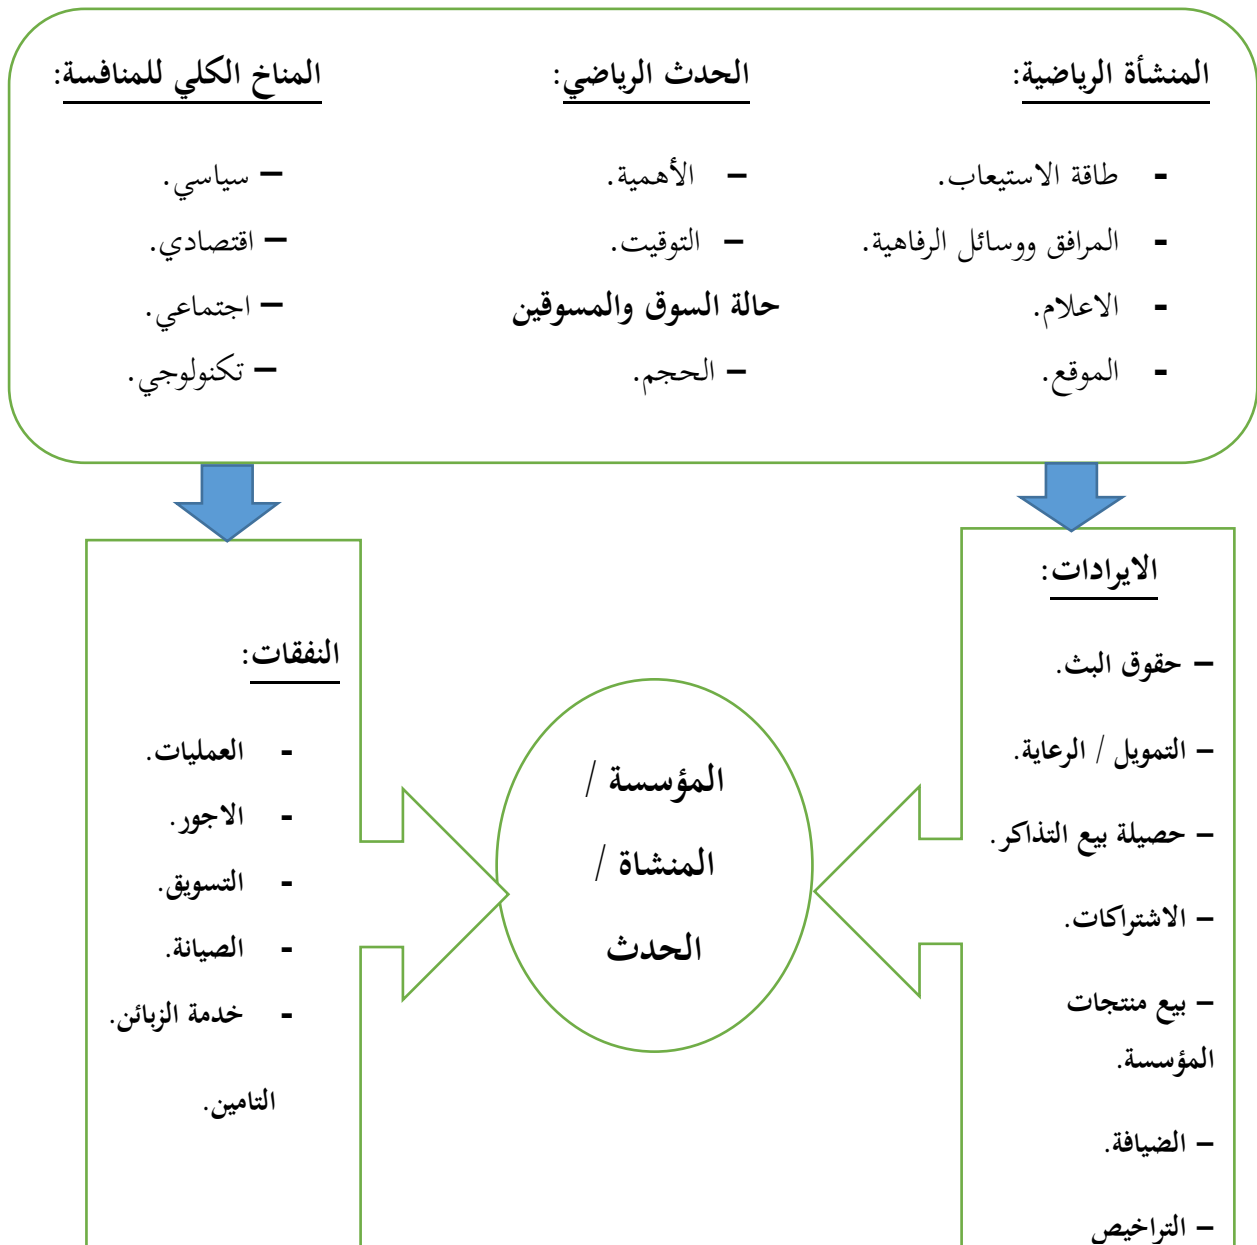 المنشأة الرياضية:
- طاقة الاستيعاب.
- المرافق ووسائل الرفاهية.
- الاعلام.
- الموقع.
الحدث الرياضي:
– الأهمية.
– التوقيت.
حالة السوق والمسوقين
– الحجم.
المناخ الكلي للمنافسة:
– سياسي.
– اقتصادي.
– اجتماعي.
– تكنولوجي.
الايرادات:
– حقوق البث.
– التمويل / الرعاية.
– حصيلة بيع التذاكر.
– الاشتراكات.
– بيع منتجات
المؤسسة.
– الضيافة.
– التراخيص
المؤسسة /
المنشاة /
الحدث
النفقات:
- العمليات.
- الاجور.
- التسويق.
- الصيانة.
- خدمة الزبائن.
التامين.